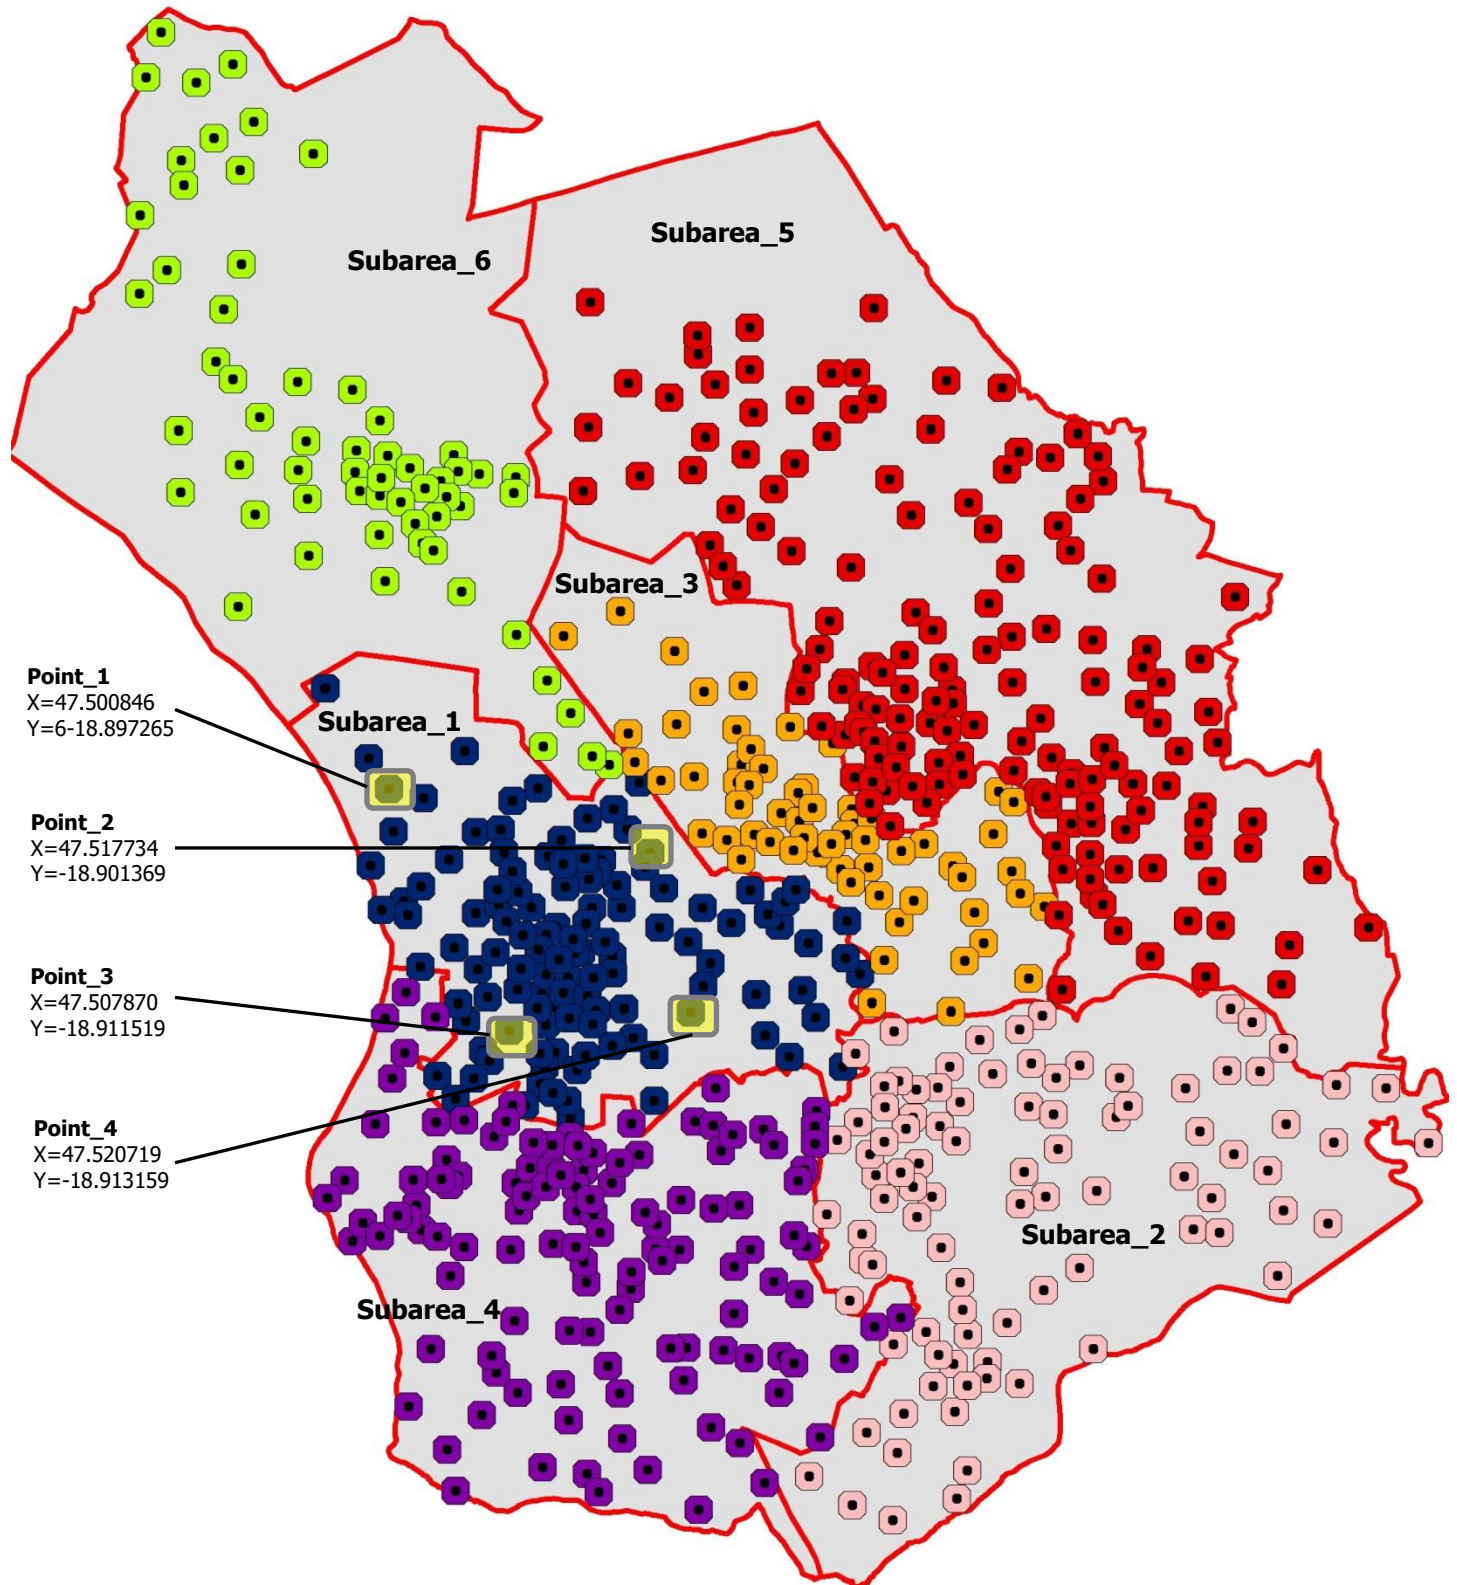 Subarea_5
Subarea_6
Subarea_3
Point_1
X=47.500846
Y=6-18.897265
Subarea_1
Point_2
X=47.517734
Y=-18.901369
Point_3
X=47.507870
Y=-18.911519
Point_4
X=47.520719
Y=-18.913159
Subarea_2
Subarea_4